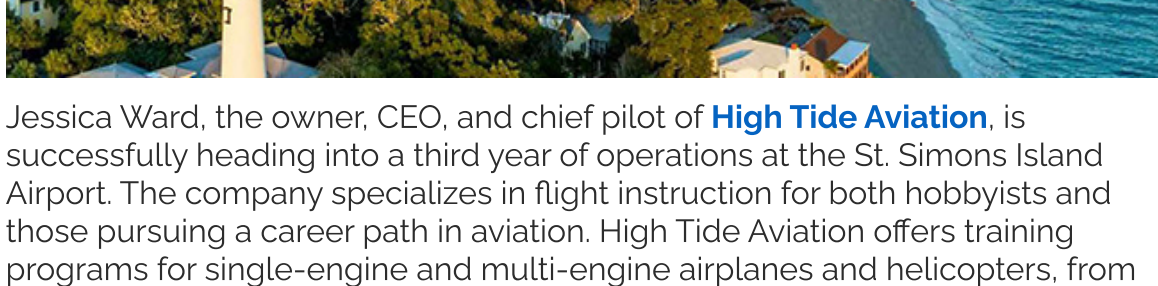 Jessica Ward, the owner, CEO, and chief pilot of High Tide Aviation, is
successfully heading into a third year of operations at the St. Simons Island
Airport. The company specializes in flight instruction for both hobbyists and
those pursuing a career path in aviation. High Tide Aviation offers training
programs for single-engine and multi-engine airplanes and helicopters, from